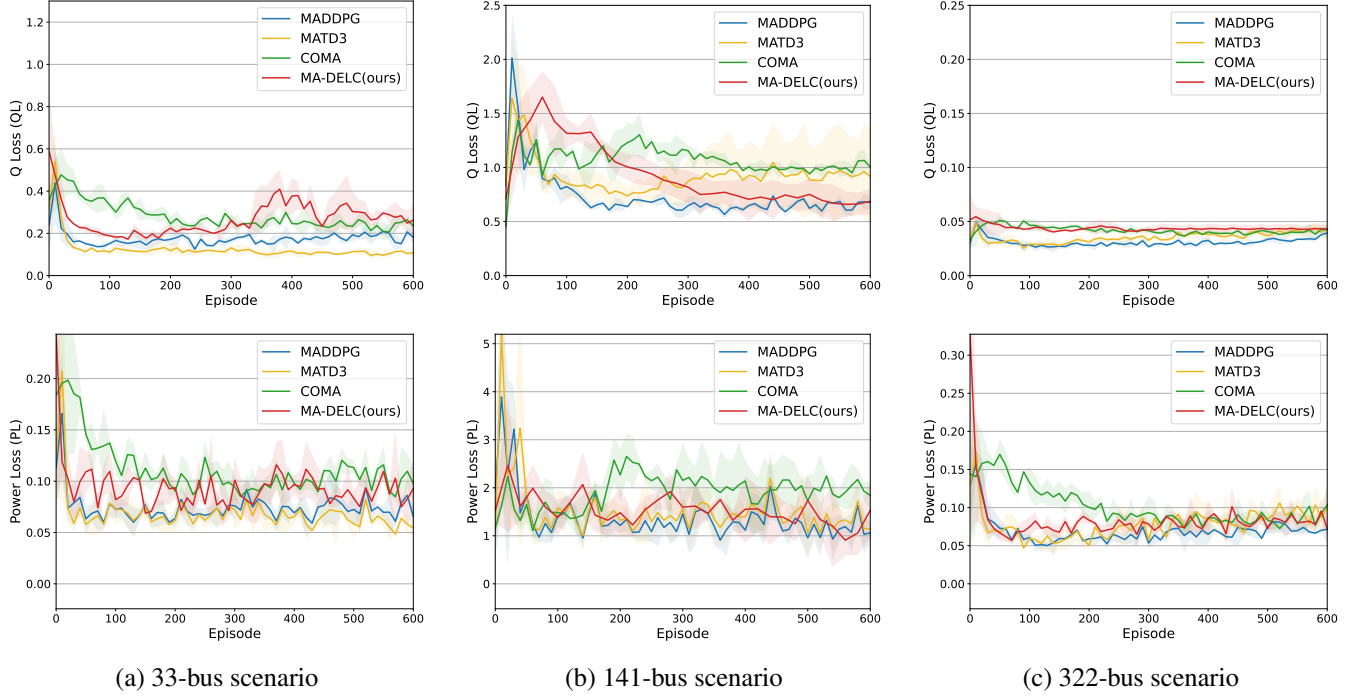 1.2
1.0
0.8
0.6
0.4
0.2
0.0
Q Loss (QL)
0 100 200 300 400 500 600
Episode
MADDPG
MATD3
COMA
MA-DELC(ours)
2.5
2.0
1.5
1.0
0.5
0.0
Q Loss (QL)
0 100 200 300 400 500 600
Episode
MADDPG
MATD3
COMA
MA-DELC(ours)
0.25
0.20
0.15
0.10
0.05
0.00
Q Loss (QL)
0 100 200 300 400 500 600
Episode
MADDPG
MATD3
COMA
MA-DELC(ours)
0.20
0.15
0.10
0.05
0.00
Power Loss (PL)
0 100 200 300 400 500 600
Episode
MADDPG
MATD3
COMA
MA-DELC(ours)
5
4
3
2
1
0
Power Loss (PL)
0 100 200 300 400 500 600
Episode
MADDPG
MATD3
COMA
MA-DELC(ours)
0.30
0.25
0.20
0.15
0.10
0.05
0.00
Power Loss (PL)
0 100 200 300 400 500 600
Episode
MADDPG
MATD3
COMA
MA-DELC(ours)
(a) 33-bus scenario
(b) 141-bus scenario
(c) 322-bus scenario